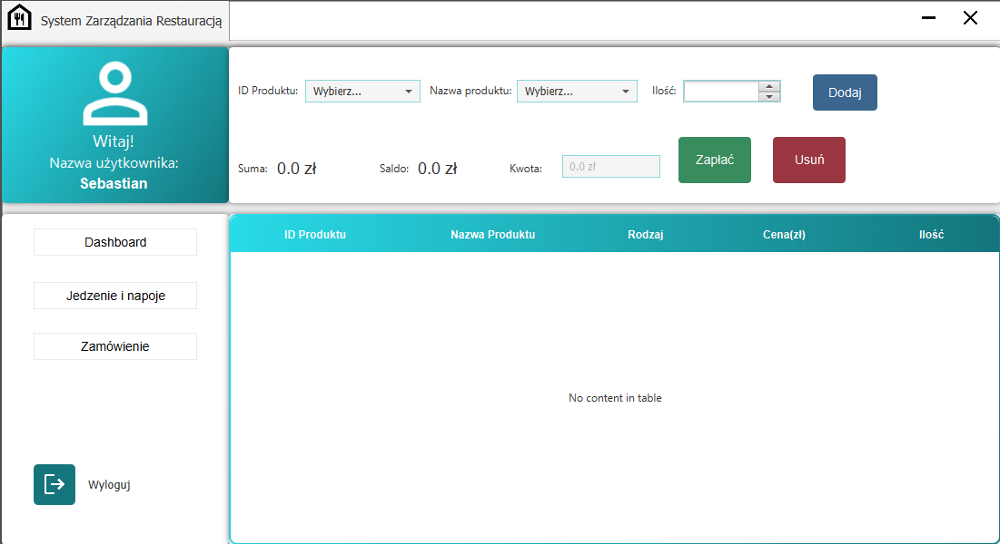 System Zarządzania Restauracją
Witaj!
Nazwa użytkownika:
Sebastian
ID Produktu: Wybierz... Nazwa produktu: Wybierz... Ilość: Dodaj
Suma: 0.0 zł Saldo: 0.0 zł Kwota: 0.0 zł Zapłać Usuń
Dashboard
Jedzenie i napoje
Zamówienie
Wyloguj
ID Produktu Nazwa Produktu Rodzaj Cena(zł) Ilość
No content in table